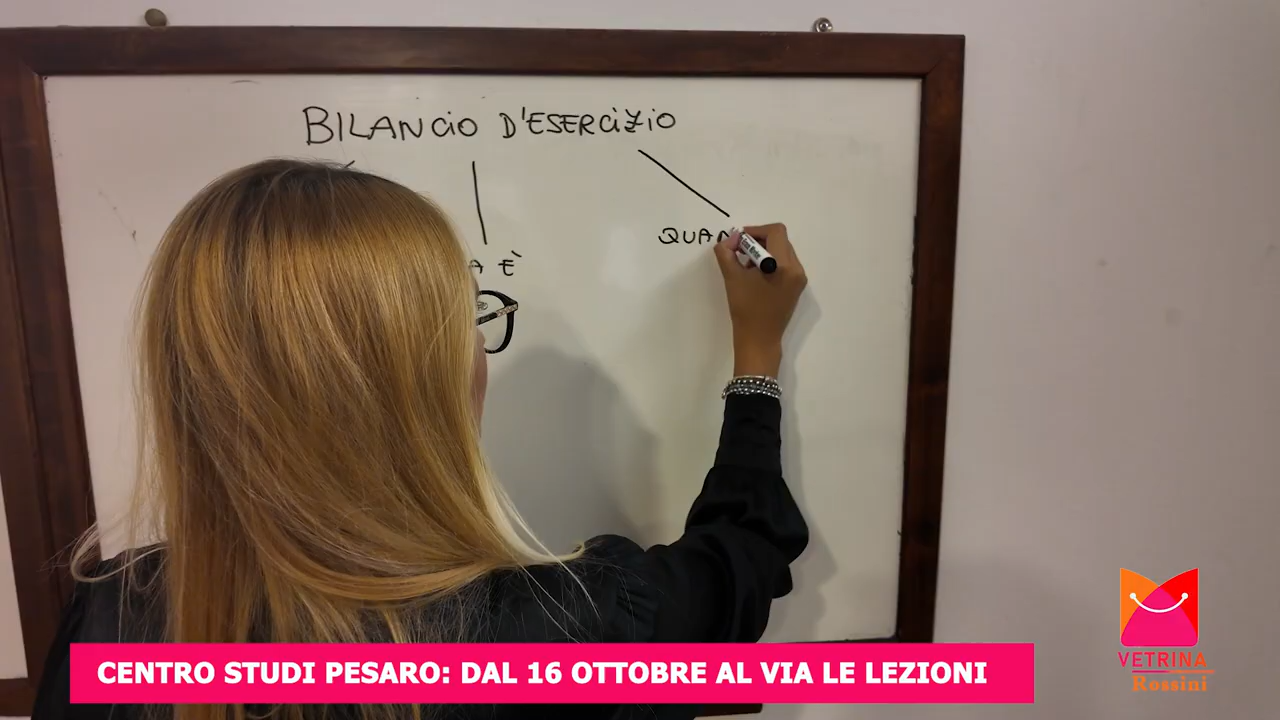 BILANCIO D'ESERCIZIO
A È
QUAN
CENTRO STUDI PESARO: DAL 16 OTTOBRE AL VIA LE LEZIONI
VETRINA
Rossini